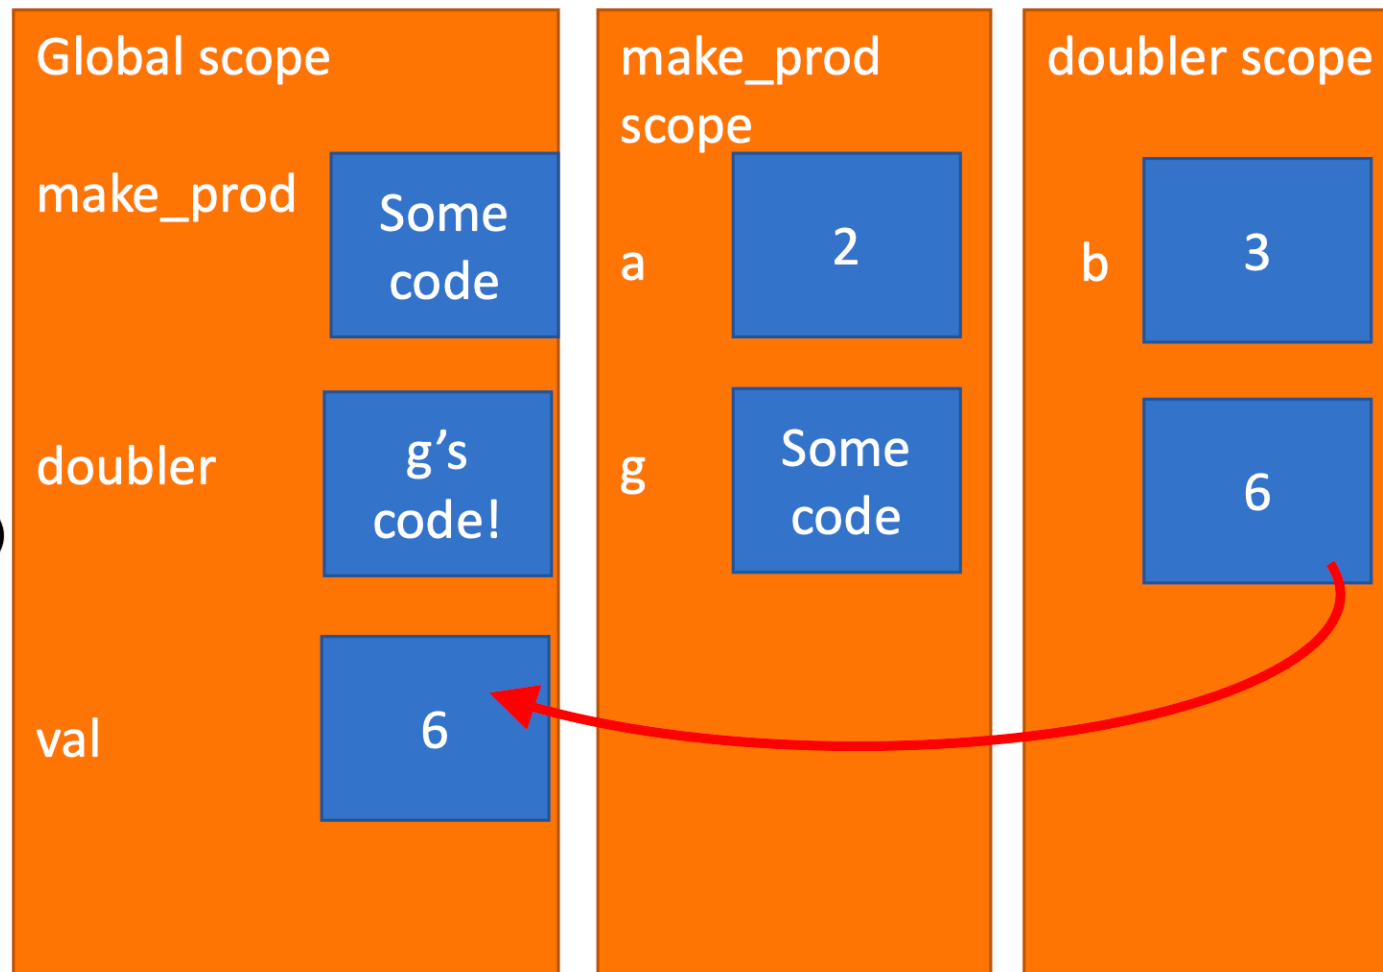 Global scope
make_prod
Some
code
doubler
g’s
code!
val
6
make_prod
scope
a
2
g
Some
code
doubler scope
b
3
6